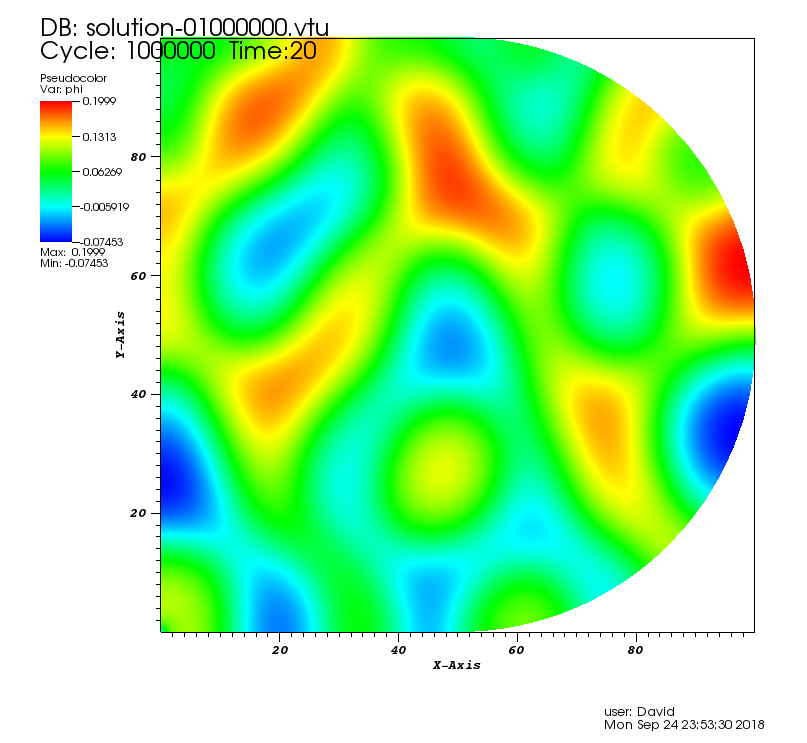 DB: solution-01000000.vtu
Cycle: 1000000 Time:20
Pseudocolor
Var: phi
0.1999
0.1313
0.06269
-0.005919
-0.07453
Max: 0.1999
Min: -0.07453
80
60
40
20
Y-Axis
20
40
60
80
X-Axis
user: David
Mon Sep 24 23:53:30 2018